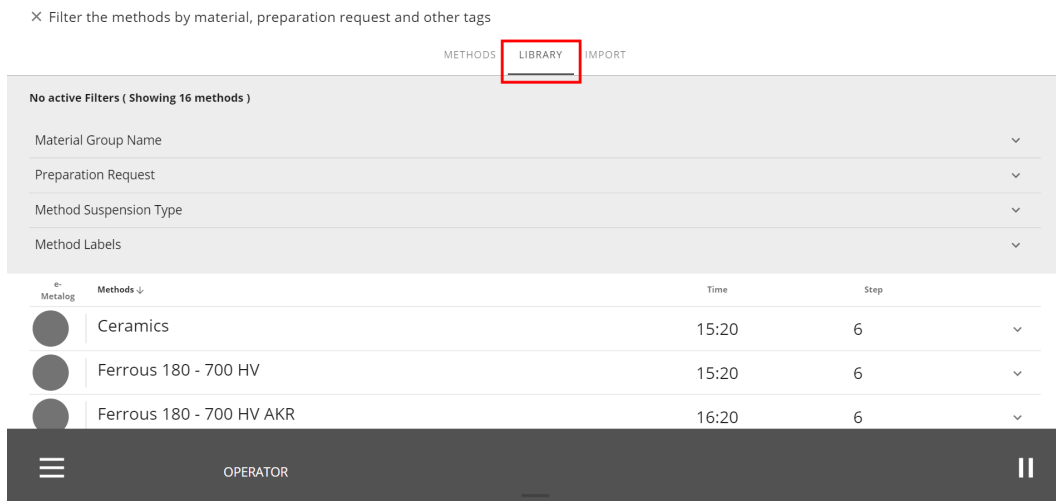 × Filter the methods by material, preparation request and other tags
METHODS LIBRARY IMPORT
No active Filters ( Showing 16 methods )
Material Group Name
Preparation Request
Method Suspension Type
Method Labels
e-
Metalog Methods ↓ Time Step
Ceramics 15:20 6
Ferrous 180 - 700 HV 15:20 6
Ferrous 180 - 700 HV AKR 16:20 6
OPERATOR